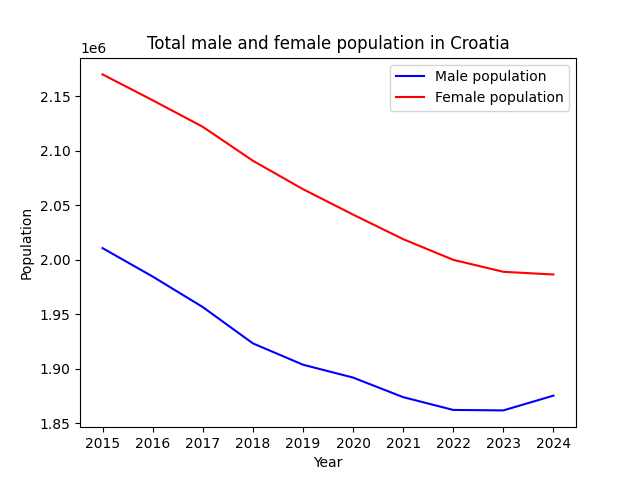 Total male and female population in Croatia
1e6
Male population
Female population
2.15
2.10
2.05
2.00
1.95
1.90
1.85
Population
2015 2016 2017 2018 2019 2020 2021 2022 2023 2024
Year